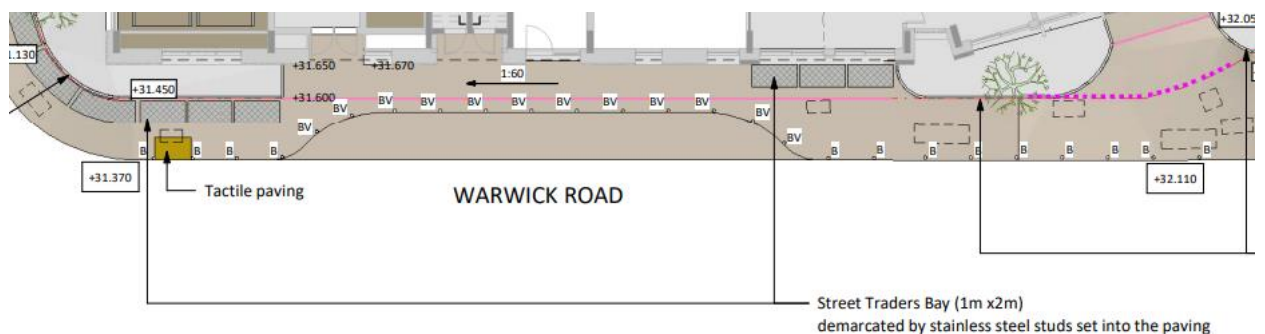 +32.05
1.130
+31.650
+31.670
1:60
+31.450
+31.600
BV BV BV BV BV BV BV BV BV
BV BV
B B B B B B B B B B B B B
+31.370
+32.110
Tactile paving
WARWICK ROAD
Street Traders Bay (1m x2m)
demarcated by stainless steel studs set into the paving